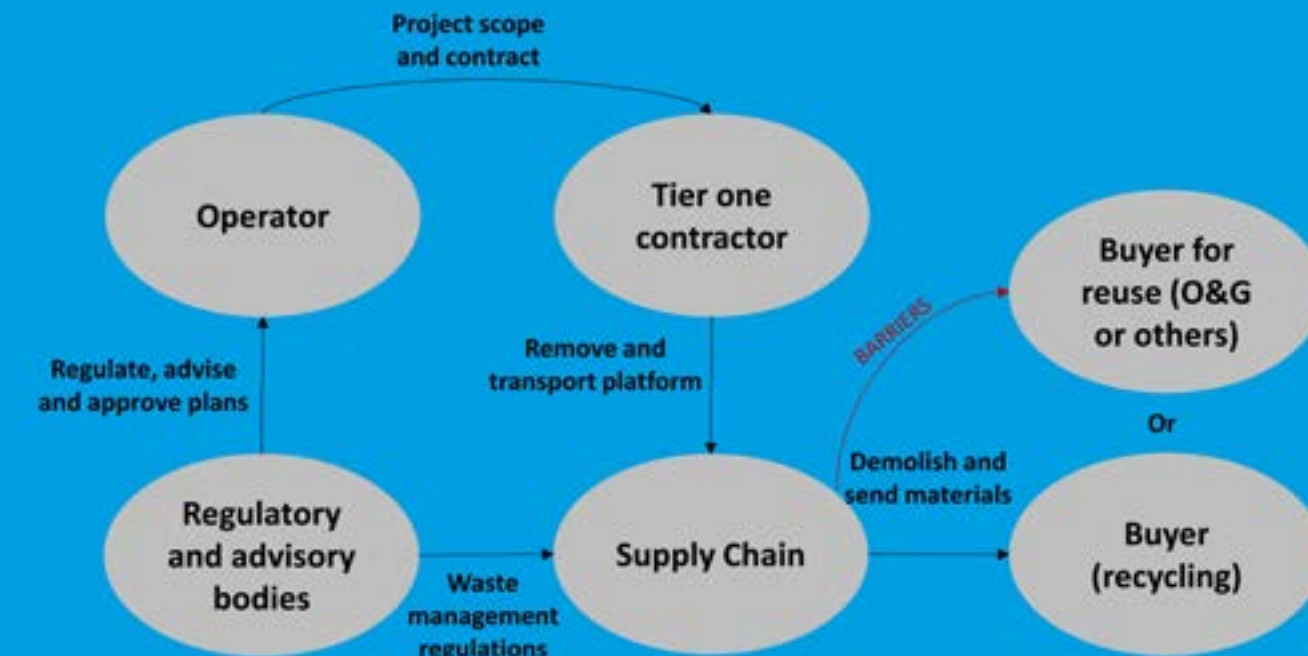 Project scope
and contract
Operator
Tier one
contractor
Buyer for
reuse (O&G
or others)
BARRIERS
Regulate, advise
and approve plans
Remove and
transport platform
Or
Demolish and
send materials
Regulatory
and advisory
bodies
Supply Chain
Buyer
(recycling)
Waste
management
regulations